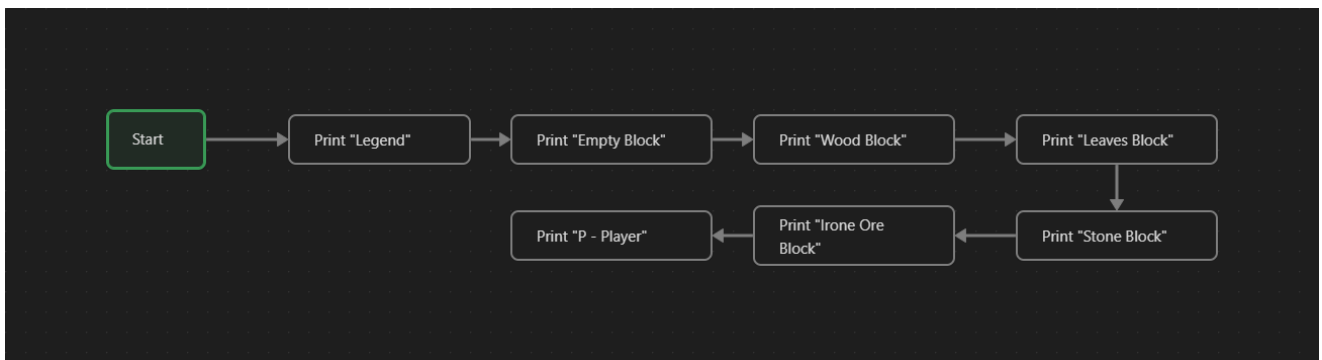 Start
Print "Legend"
Print "Empty Block"
Print "Wood Block"
Print "Leaves Block"
Print "Stone Block"
Print "Irone Ore
Block"
Print "P - Player"